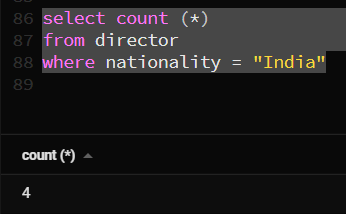 86 select count (*)
87 from director
88 where nationality = "India"
89
count (*)
4